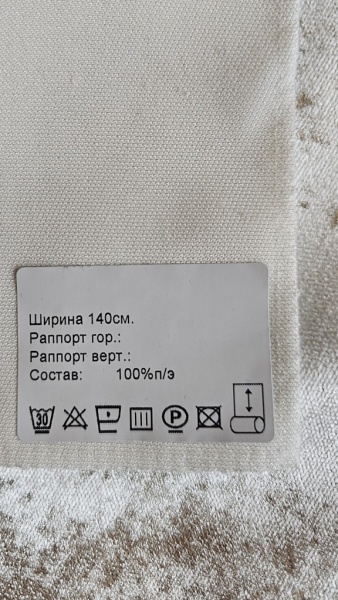 Ширина 140см.
Раппорт гор.:
Раппорт верт.:
Состав: 100%п/э
30 P